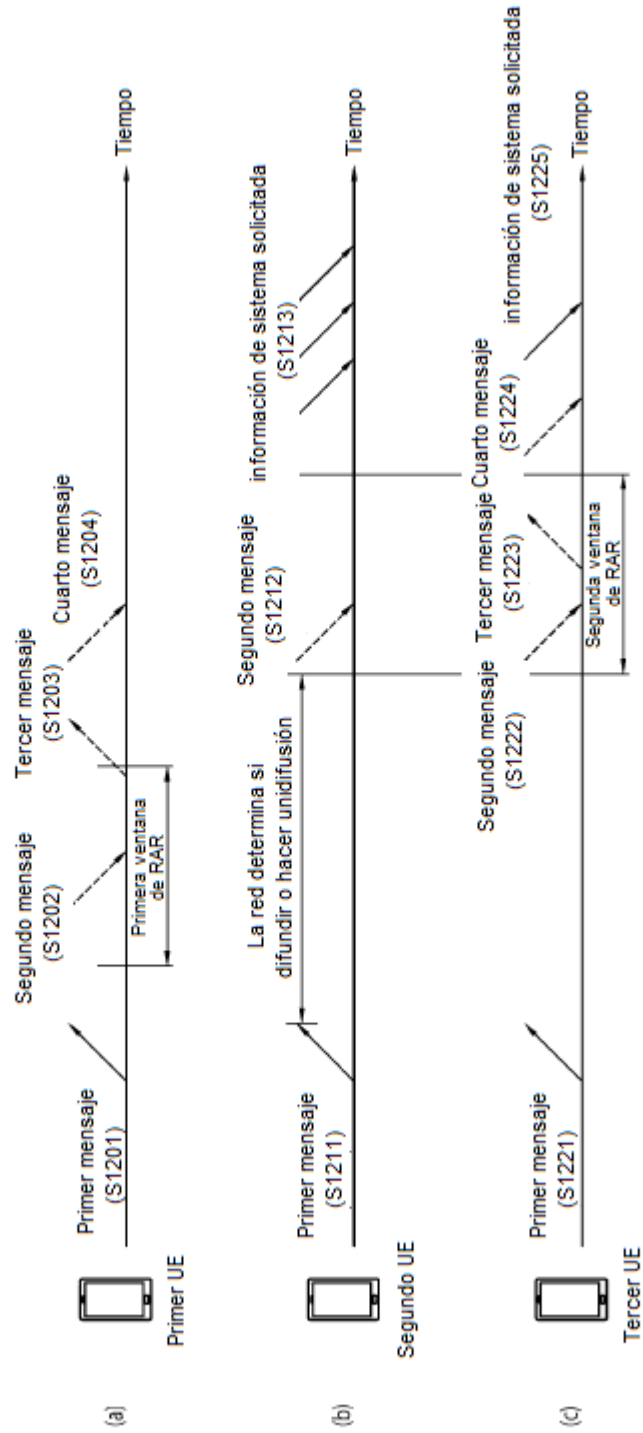 (a)
Primer UE
Primer mensaje
(S1201)
Segundo mensaje
(S1202)
Primera ventana
de RAR
Tercer mensaje
(S1203)
Cuarto mensaje
(S1204)
Tiempo
(b)
Segundo UE
Primer mensaje
(S1211)
La red determina si
difundir o hacer unidifusión
Segundo mensaje
(S1212)
información de sistema solicitada
(S1213)
Tiempo
(c)
Tercer UE
Primer mensaje
(S1221)
Segundo mensaje
(S1222)
Tercer mensaje
(S1223)
Segunda ventana
de RAR
Cuarto mensaje
(S1224)
información de sistema solicitada
(S1225)
Tiempo